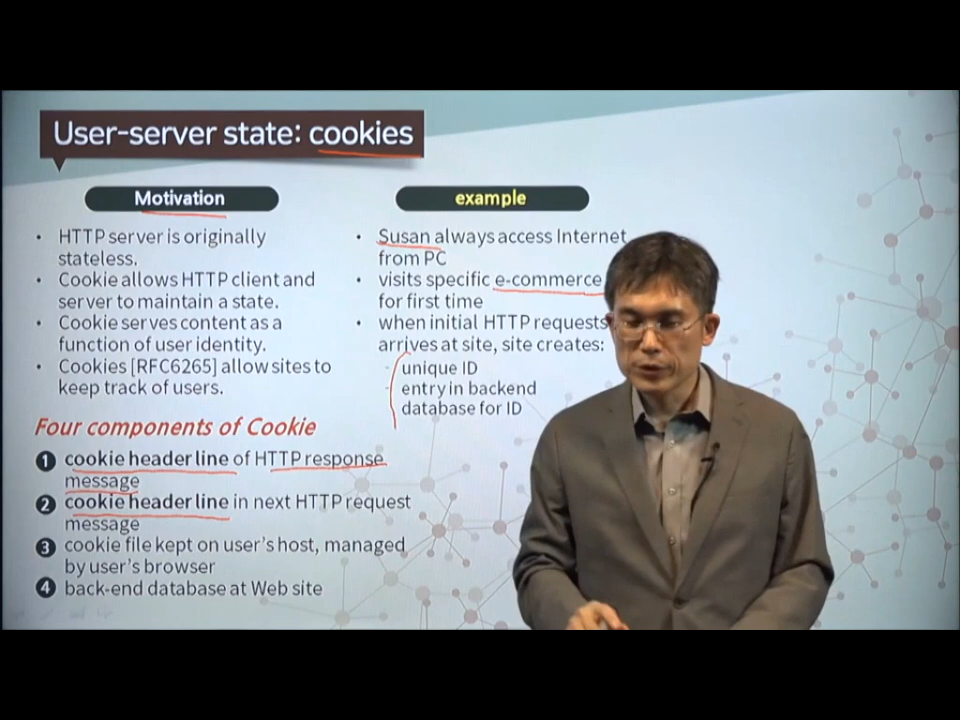 User-server state: cookies
Motivation
• HTTP server is originally
stateless.
• Cookie allows HTTP client and
server to maintain a state.
• Cookie serves content as a
function of user identity.
• Cookies [RFC6265] allow sites to
keep track of users.
example
• Susan always access Internet
from PC
• visits specific e-commerce
for first time
• when initial HTTP requests
arrives at site, site creates:
- unique ID
- entry in backend
database for ID
Four components of Cookie
1 cookie header line of HTTP response
message
2 cookie header line in next HTTP request
message
3 cookie file kept on user's host, managed
by user's browser
4 back-end database at Web site